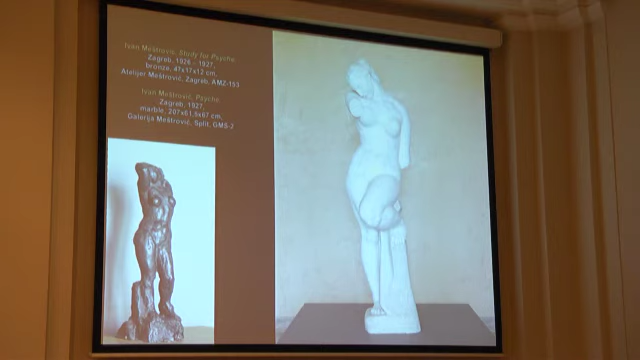 Ivan Meštrović, Study for Psyche
Zagreb, 1926 – 1927,
bronze, 47x17x12 cm,
Atelijer Meštrović, Zagreb, AMZ-153
Ivan Meštrović, Psyche
Zagreb, 1927,
marble, 207x61,5x67 cm,
Galerija Meštrović, Split, GMS-2